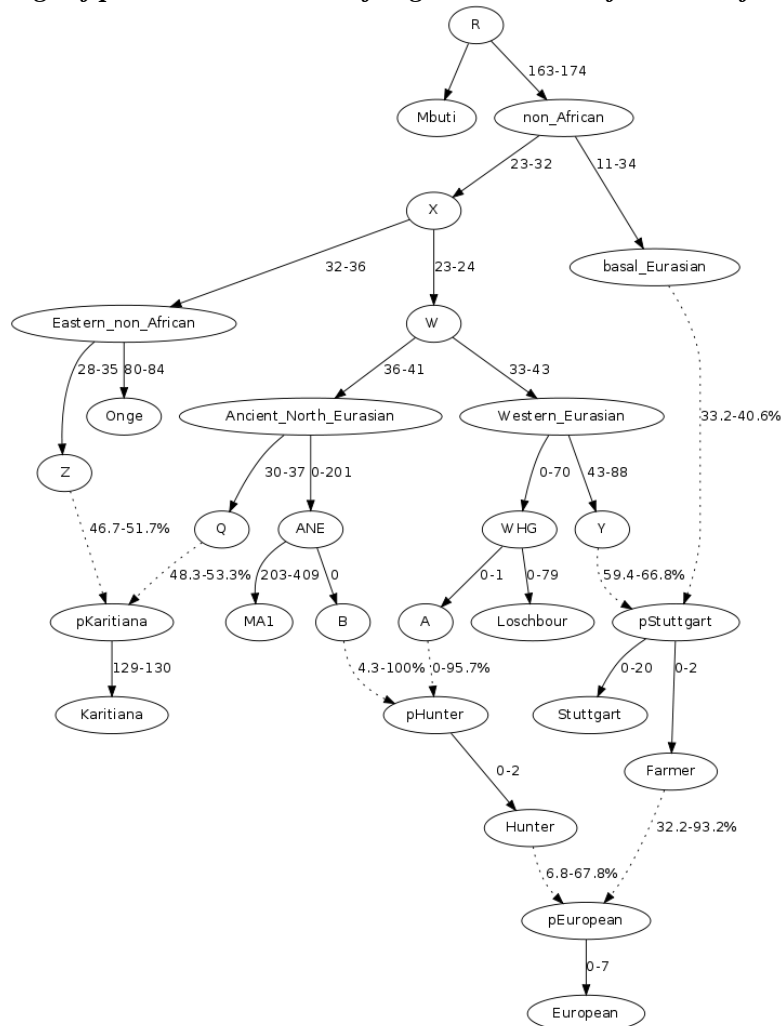 R
163-174
Mbuti
non_African
23-32
11-34
X
32-36
23-24
basal_Eurasian
Eastern_non_African
W
28-35
80-84
36-41
33-43
Onge
Ancient_North_Eurasian
Western_Eurasian
33.2-40.6%
30-37
0-201
0-70
43-88
Z
Q
ANE
WHG
Y
46.7-51.7%
48.3-53.3%
203-409
0
0-1
0-79
59.4-66.8%
pKaritiana
MA1
B
A
Loschbour
pStuttgart
129-130
4.3-100%
0-95.7%
0-20
0-2
Karitiana
pHunter
Stuttgart
0-2
Farmer
Hunter
32.2-93.2%
6.8-67.8%
pEuropean
0-7
European